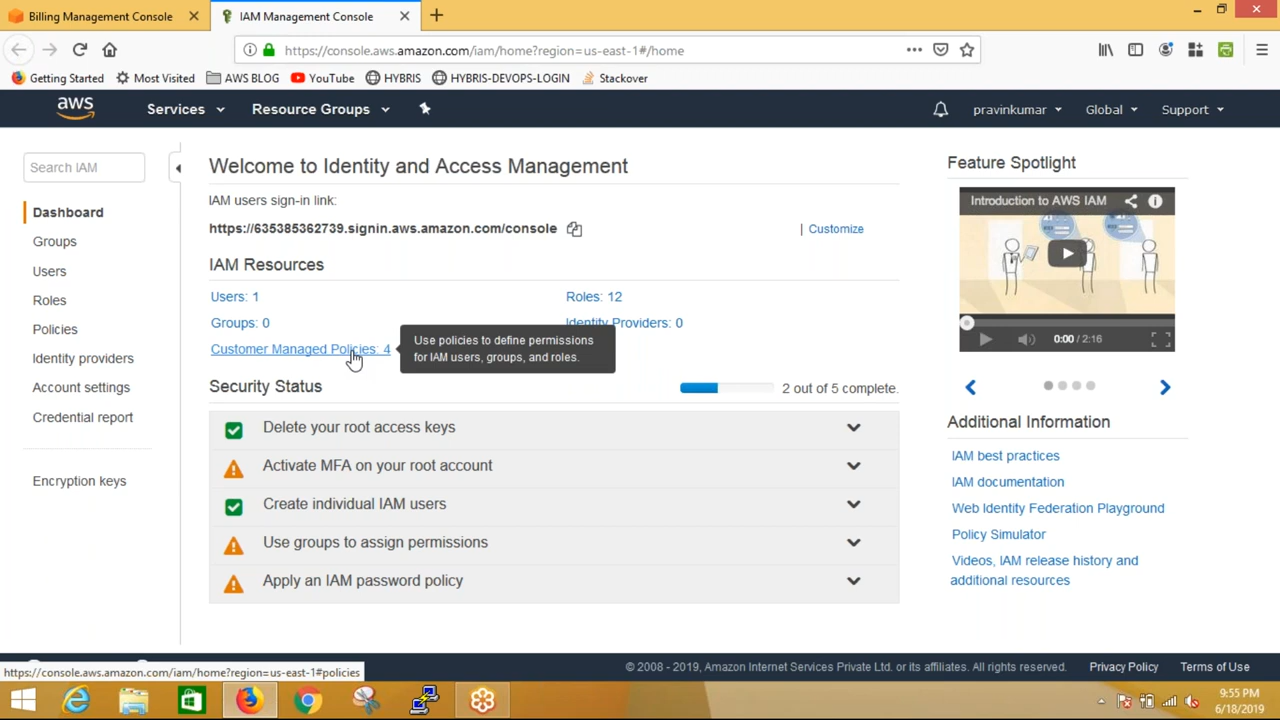 Billing Management Console
IAM Management Console
https://console.aws.amazon.com/iam/home?region=us-east-1#/home
Getting Started
Most Visited
AWS BLOG
YouTube
HYBRIS
HYBRIS-DEVOPS-LOGIN
Stackover
aws
Services
Resource Groups
pravinkumar
Global
Support
Search IAM
Dashboard
Groups
Users
Roles
Policies
Identity providers
Account settings
Credential report
Encryption keys
Welcome to Identity and Access Management
IAM users sign-in link:
https://635385362739.signin.aws.amazon.com/console
| Customize
IAM Resources
Users: 1
Roles: 12
Groups: 0
Identity Providers: 0
Customer Managed Policies: 4
Use policies to define permissions
for IAM users, groups, and roles.
Security Status
2 out of 5 complete.
Delete your root access keys
Activate MFA on your root account
Create individual IAM users
Use groups to assign permissions
Apply an IAM password policy
Feature Spotlight
Introduction to AWS IAM
0:00 / 2:16
Additional Information
IAM best practices
IAM documentation
Web Identity Federation Playground
Policy Simulator
Videos, IAM release history and
additional resources
https://console.aws.amazon.com/iam/home?region=us-east-1#policies
© 2008 - 2019, Amazon Internet Services Private Ltd. or its affiliates. All rights reserved.
Privacy Policy
Terms of Use
9:55 PM
6/18/2019